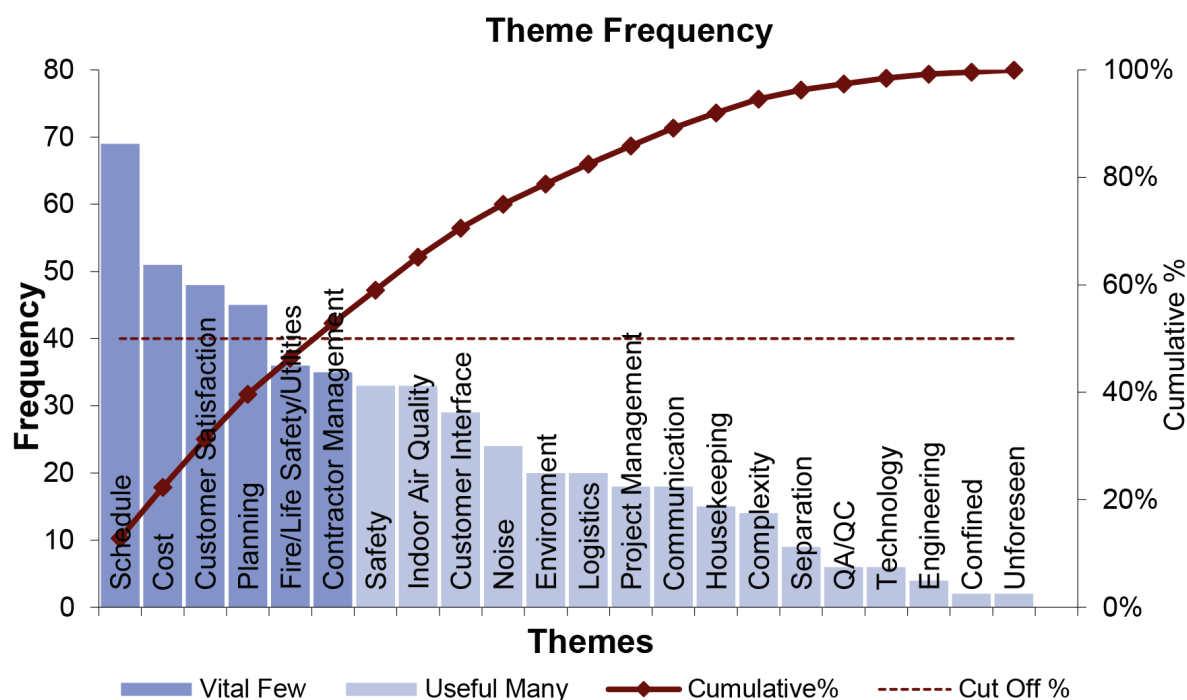 Theme Frequency
80
70
60
50
40
30
20
10
0
Frequency
100%
80%
60%
40%
20%
0%
Cumulative %
Schedule
Cost
Customer Satisfaction
Planning
Fire/Life Safety/Utilities
Contractor Management
Safety
Indoor Air Quality
Customer Interface
Noise
Environment
Logistics
Project Management
Communication
Housekeeping
Complexity
Separation
QA/QC
Technology
Engineering
Confined
Unforeseen
Themes
Vital Few Useful Many Cumulative% Cut Off %